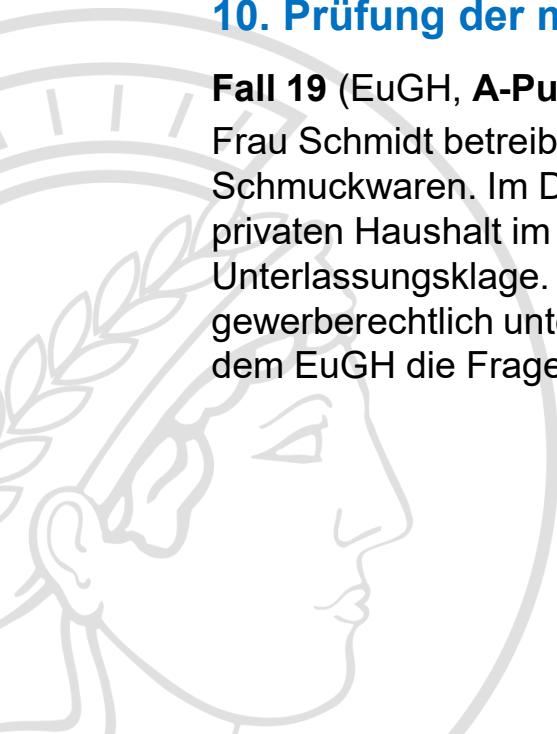 10. Prüfung der
Fall 19 (EuGH, A-Pu
Frau Schmidt betreib
Schmuckwaren. Im
privaten Haushalt im
Unterlassungsklage.
gewerberechtlich unt
dem EuGH die Frage